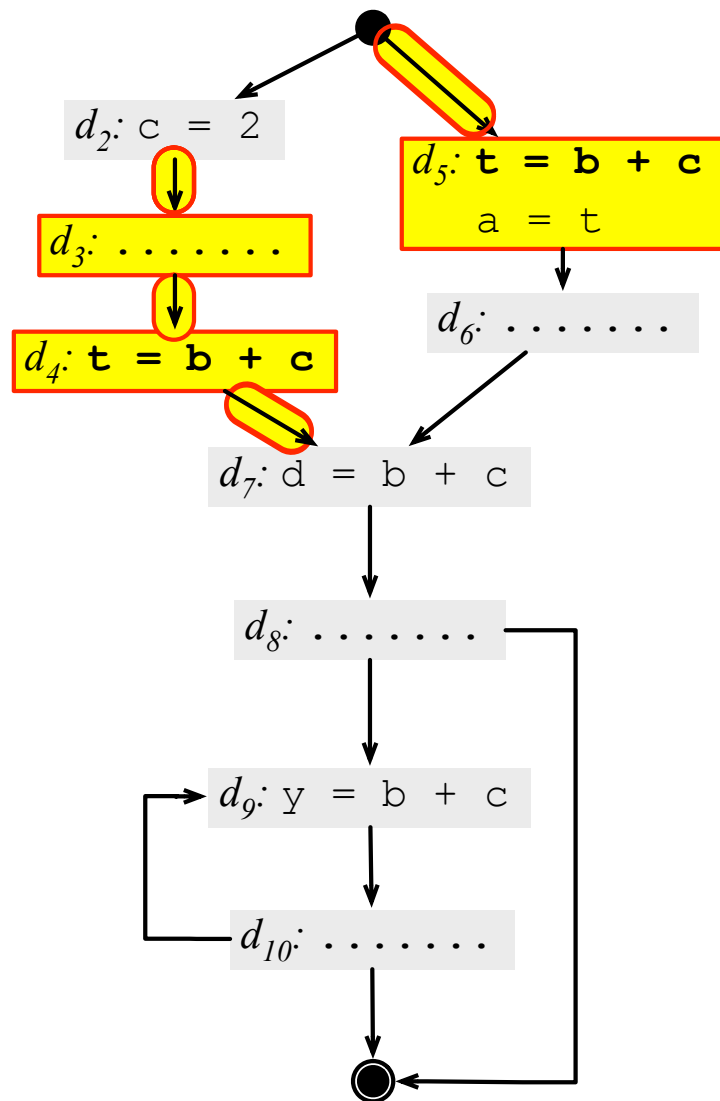 d2: c = 2
d5: t = b + c
a = t
d3: . . . . . . .
d6: . . . . . . .
d4: t = b + c
d7: d = b + c
d8: . . . . . . .
d9: y = b + c
d10: . . . . . . .